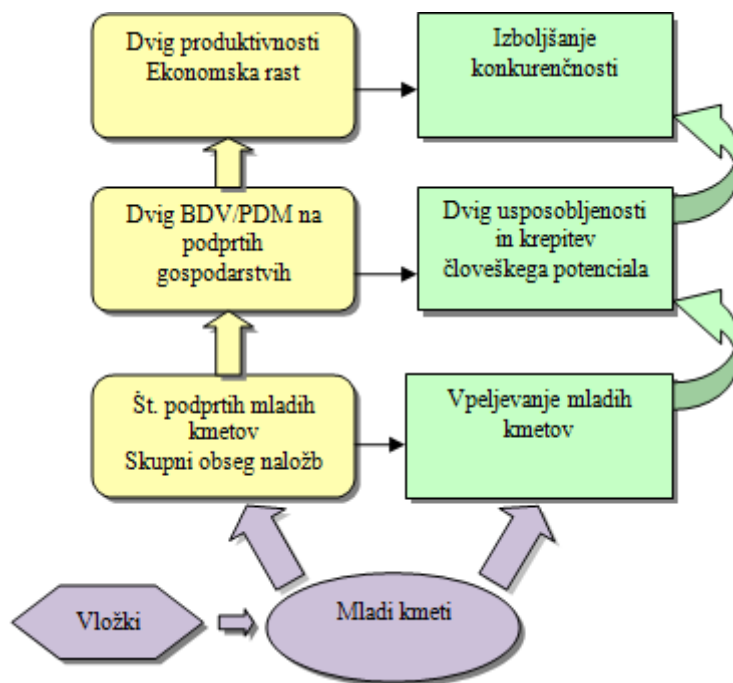 Dvig produktivnosti
Ekonomska rast
Izboljšanje
konkurenčnosti
Dvig BDV/PDM na
podprtih
gospodarstvih
Dvig usposobljenosti
in krepitev
človeškega potenciala
Št. podprtih mladih
kmetov
Skupni obseg naložb
Vpeljevanje mladih
kmetov
Vložki
Mladi kmeti